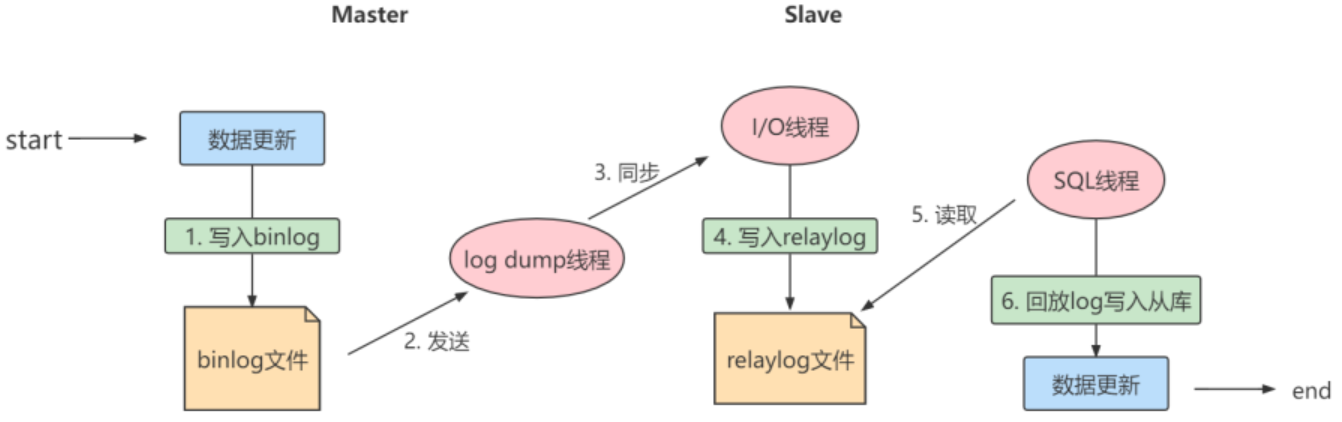 Master
Slave
start
数据更新
1. 写入binlog
binlog文件
2. 发送
log dump线程
3. 同步
I/O线程
4. 写入relaylog
relaylog文件
5. 读取
SQL线程
6. 回放log写入从库
数据更新
end